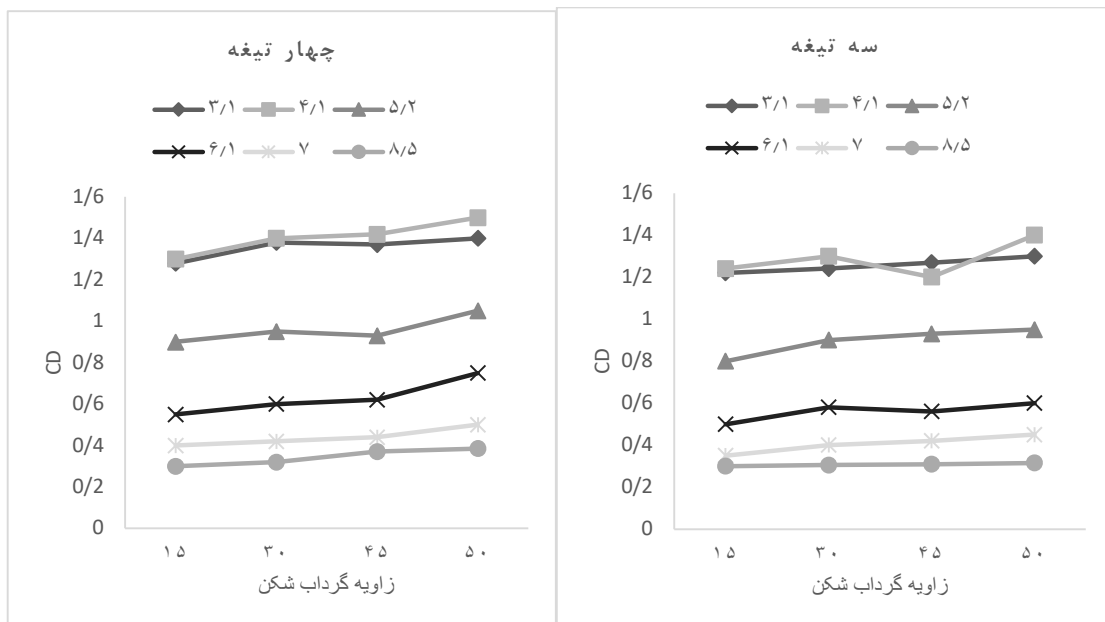 چهار تیغه
۳/۱ ۴/۱ ۵/۲
۶/۱ ۷ ۸/۵
1/6
1/4
1/2
1
0/8
0/6
0/4
0/2
0
CD
۱۵ ۳۰ ۴۵ ۵۰
زاویه گرداب شکن
سه تیغه
۳/۱ ۴/۱ ۵/۲
۶/۱ ۷ ۸/۵
1/6
1/4
1/2
1
0/8
0/6
0/4
0/2
0
CD
۱۵ ۳۰ ۴۵ ۵۰
زاویه گرداب شکن